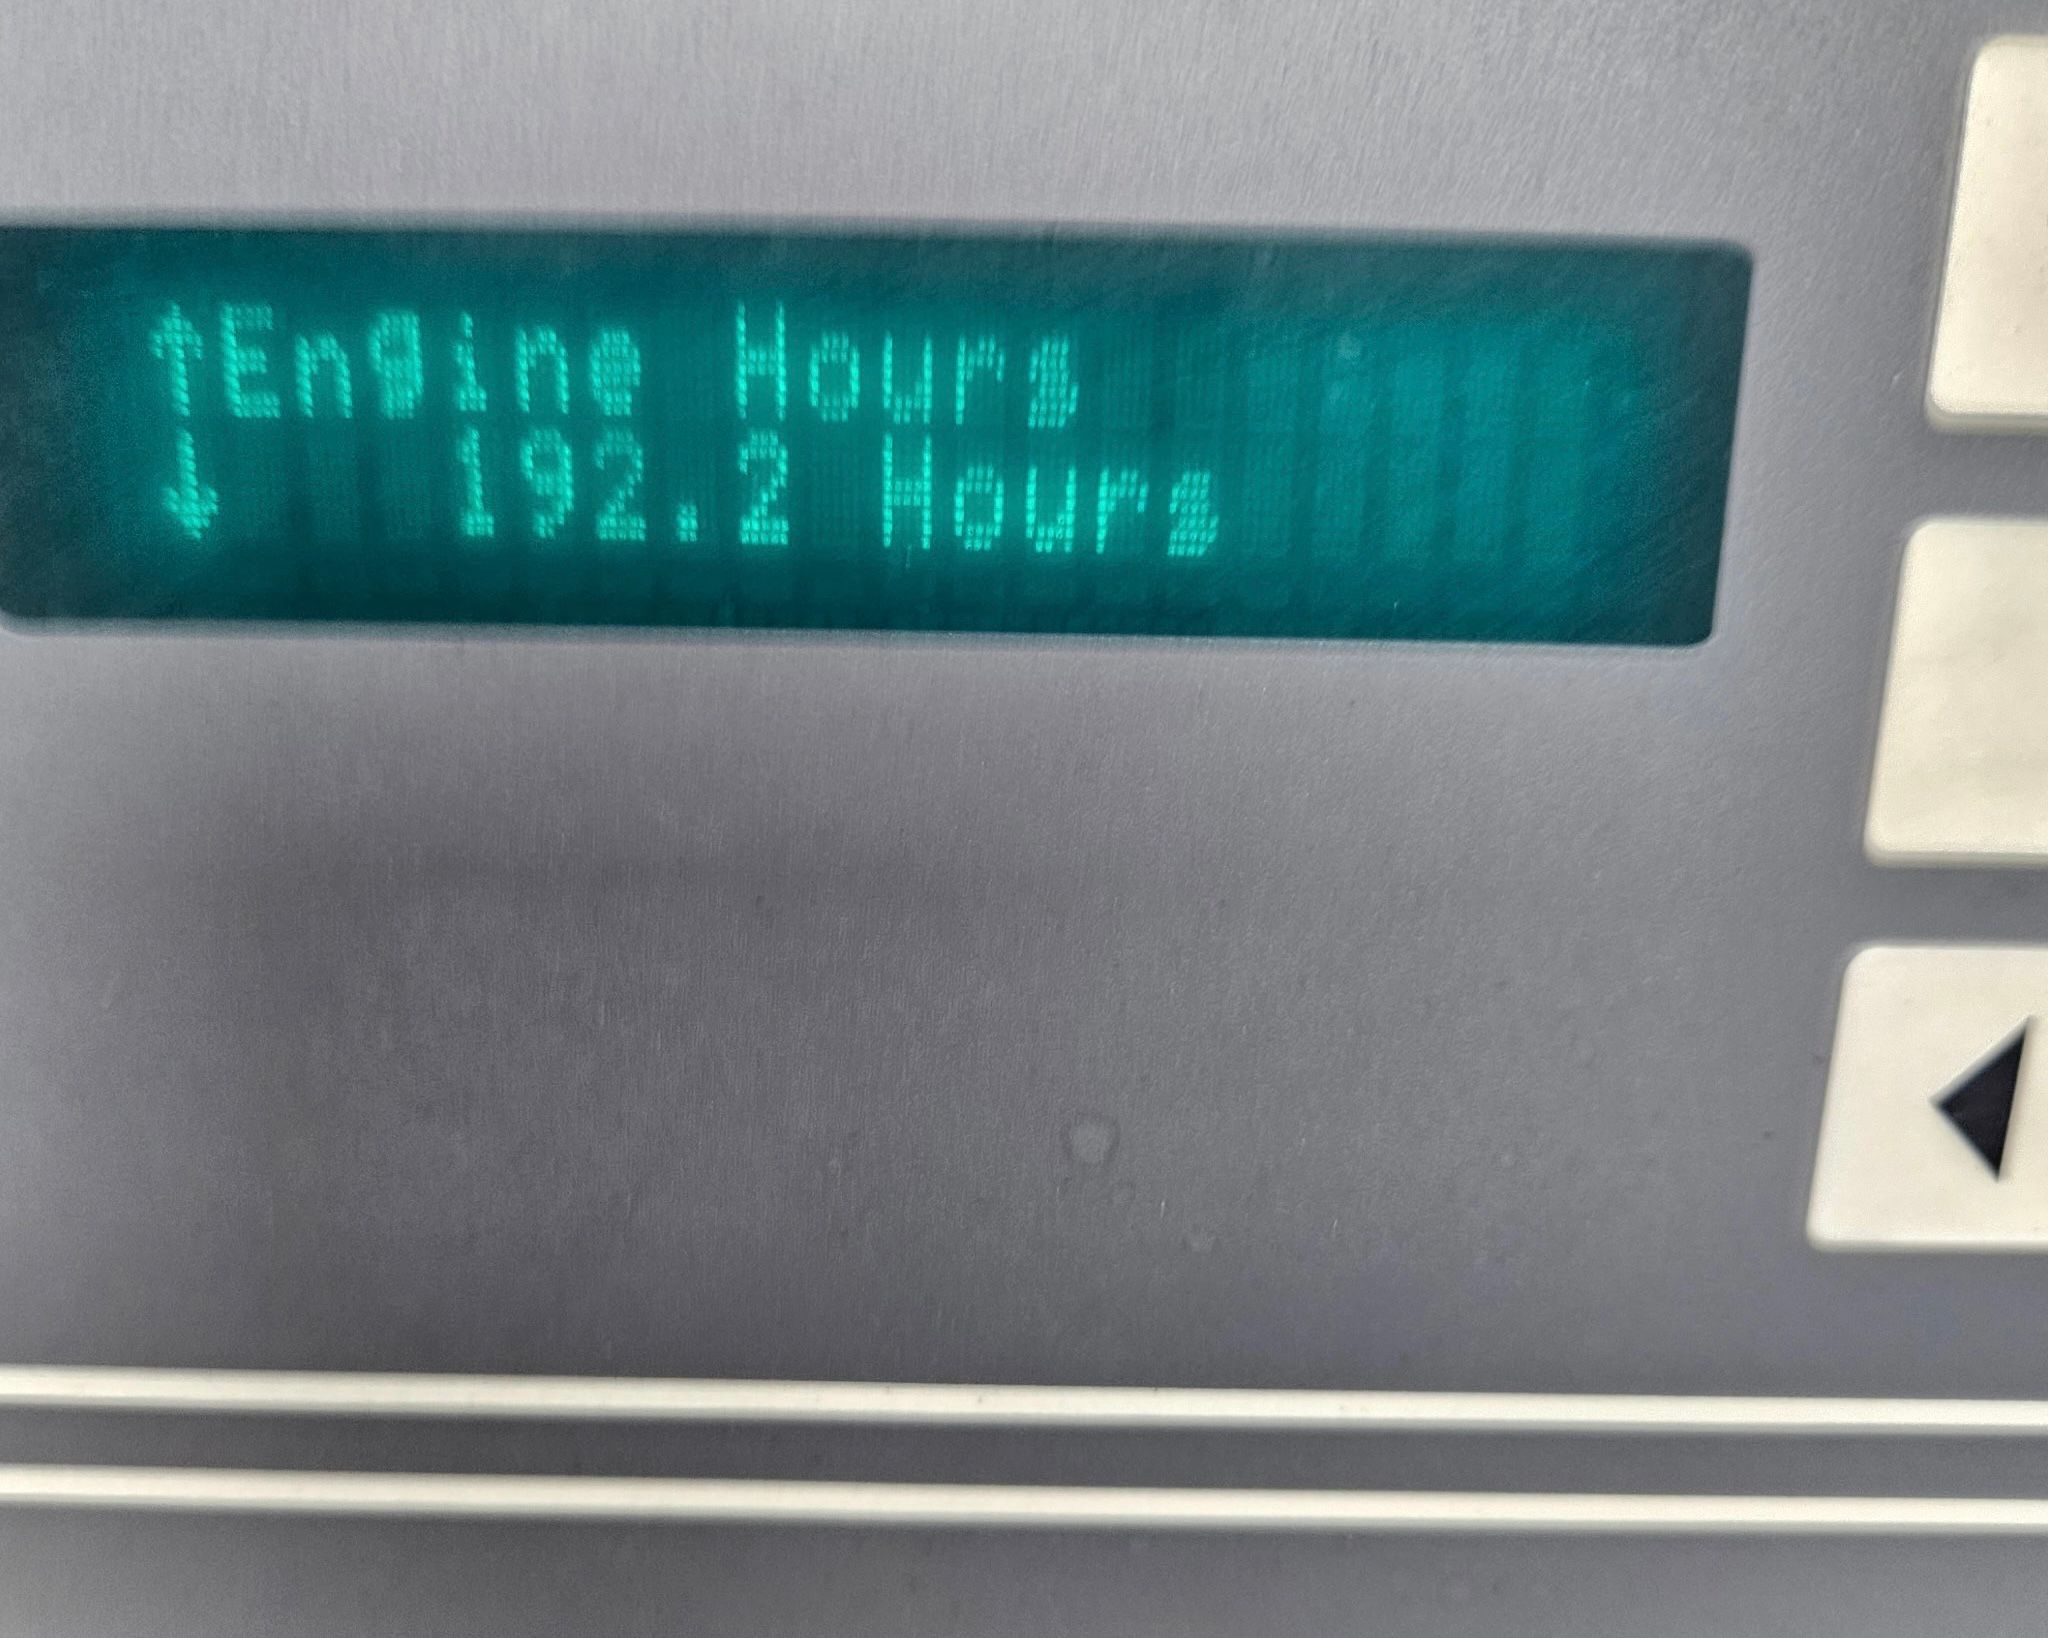 ↑Engine Hours
↓ 192.2 Hours